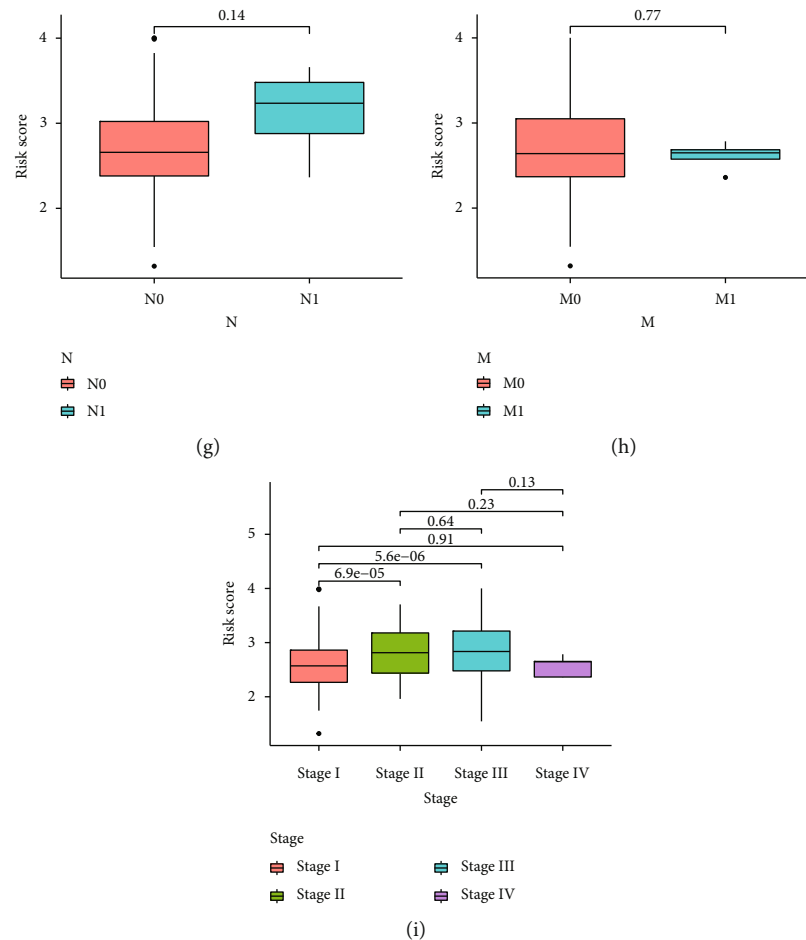 0.14
4
3
2
Risk score
N0
N1
N
N
N0
N1
(g)
0.77
4
3
2
Risk score
M0
M1
M
M
M0
M1
(h)
0.13
0.23
0.64
0.91
5.6e−06
6.9e−05
5
4
3
2
Risk score
Stage I
Stage II
Stage III
Stage IV
Stage
Stage
Stage I
Stage III
Stage II
Stage IV
(i)